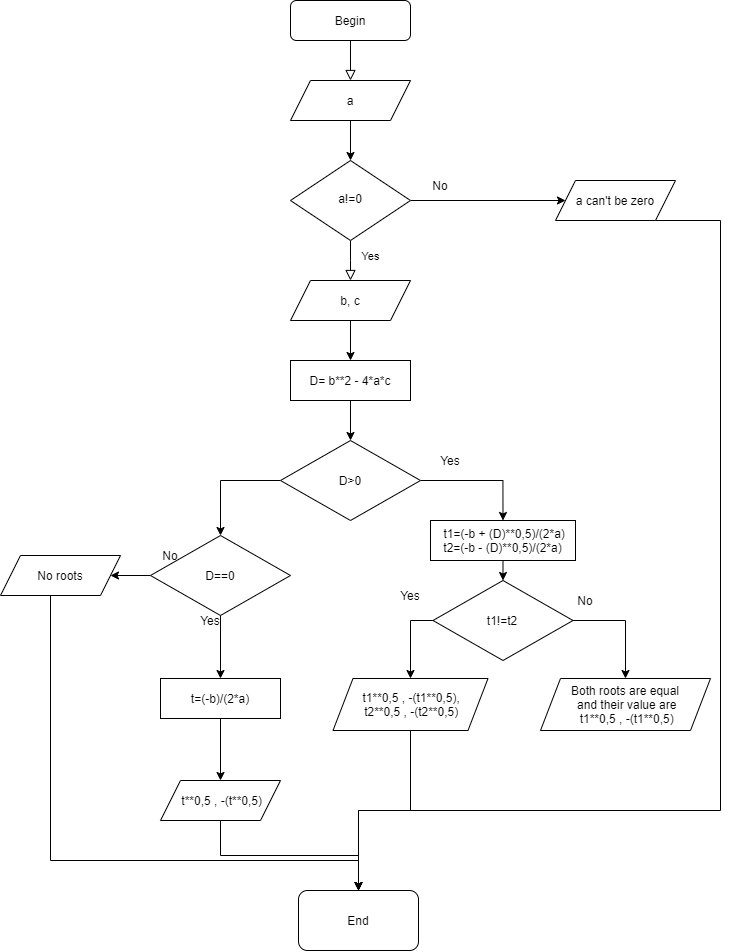 Begin
a
a!=0
No
a can't be zero
Yes
b, c
D= b**2 - 4*a*c
D>0
Yes
t1=(-b + (D)**0,5)/(2*a)
t2=(-b - (D)**0,5)/(2*a)
No
No roots
D==0
Yes
t1!=t2
Yes
No
t=(-b)/(2*a)
t1**0,5 , -(t1**0,5),
t2**0,5 , -(t2**0,5)
Both roots are equal
and their value are
t1**0,5 , -(t1**0,5)
t**0,5 , -(t**0,5)
End